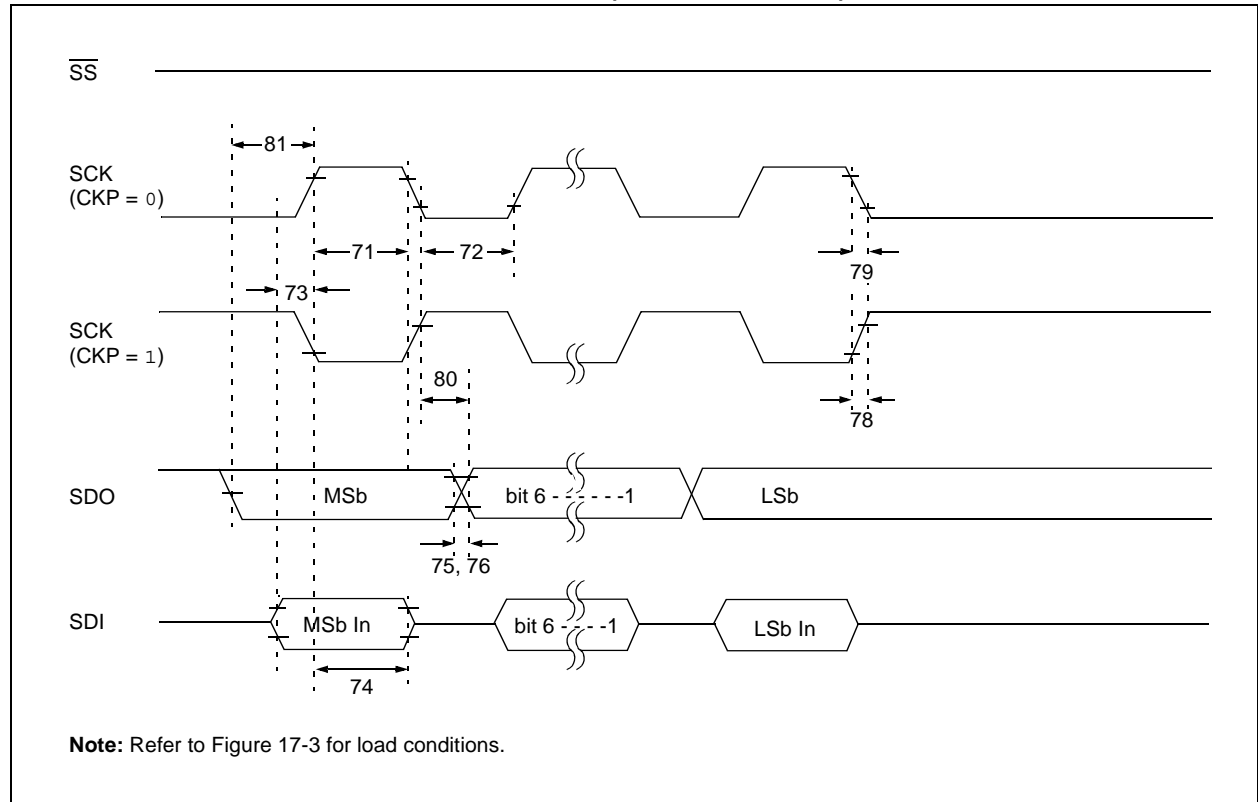 SS
81
SCK
(CKP = 0)
71
72
79
73
SCK
(CKP = 1)
80
78
SDO
MSb
bit 6 - - - - - -1
LSb
75, 76
SDI
MSb In
bit 6 - - - - -1
LSb In
74
Note: Refer to Figure 17-3 for load conditions.